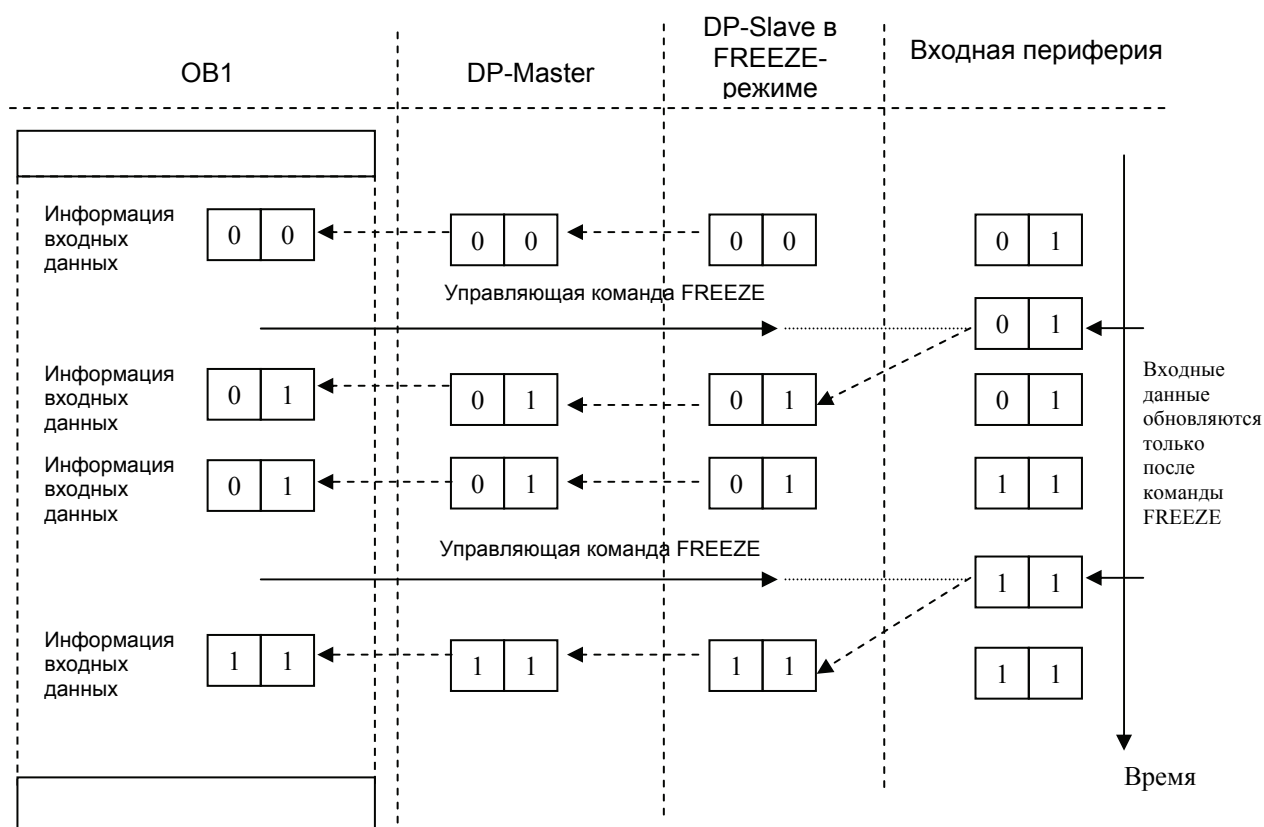 OB1
DP-Master
DP-Slave в
FREEZE-
режиме
Входная периферия
Информация
входных
данных
0 0
0 0
0 0
0 1
Управляющая команда FREEZE
0 1
Информация
входных
данных
0 1
0 1
0 1
0 1
Входные
данные
обновляются
только
после
команды
FREEZE
Информация
входных
данных
0 1
0 1
0 1
1 1
Управляющая команда FREEZE
1 1
Информация
входных
данных
1 1
1 1
1 1
1 1
Время